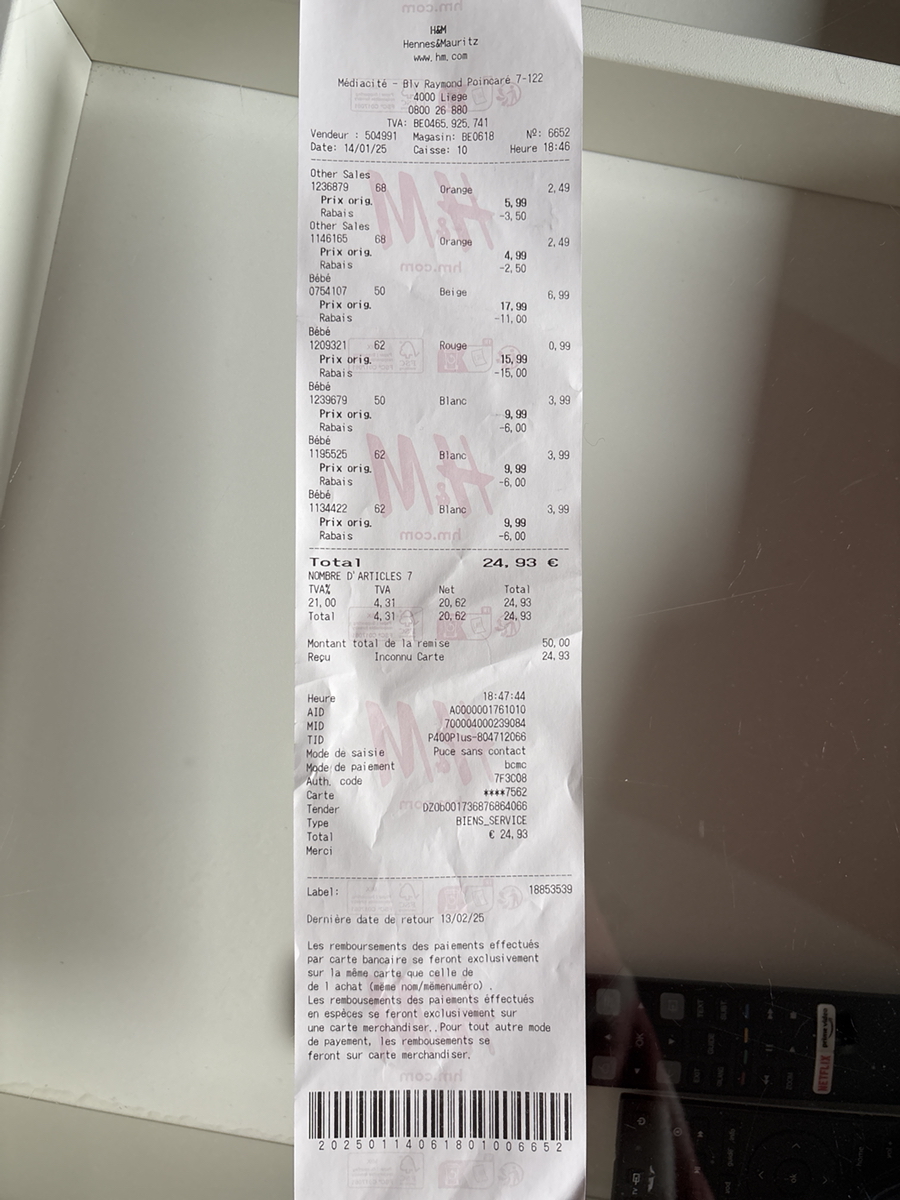 H&M
Hennes&Mauritz
www.hm.com
Médiacité - Blv Raymond Poincaré 7-122
4000 Liege
0800 26 880
TVA: BE0465.925.741
Vendeur : 504991 Magasin: BE0618 Nº: 6652
Date: 14/01/25 Caisse: 10 Heure 18:46
Other Sales
1236879 68 Orange 2,49
Prix orig. 5,99
Rabais -3,50
Other Sales
1146165 68 Orange 2,49
Prix orig. 4,99
Rabais -2,50
Bébé
0754107 50 Beige 6,99
Prix orig. 17,99
Rabais -11,00
Bébé
1209321 62 Rouge 0,99
Prix orig. 15,99
Rabais -15,00
Bébé
1239679 50 Blanc 3,99
Prix orig. 9,99
Rabais -6,00
Bébé
1195525 62 Blanc 3,99
Prix orig. 9,99
Rabais -6,00
Bébé
1134422 62 Blanc 3,99
Prix orig. 9,99
Rabais -6,00
Total 24,93 €
NOMBRE D'ARTICLES 7
TVA% TVA Net Total
21,00 4,31 20,62 24,93
Total 4,31 20,62 24,93
Montant total de la remise 50,00
Reçu Inconnu Carte 24,93
Heure 18:47:44
AID A0000001761010
MID 700004000239084
TID P400Plus-804712066
Mode de saisie Puce sans contact
Mode de paiement bcmc
Auth. code 7F3C08
Carte ****7562
Tender DZ0b001736876864066
Type BIENS_SERVICE
Total € 24,93
Merci
Label: 18853539
Dernière date de retour 13/02/25
Les remboursements des paiements effectués
par carte bancaire se feront exclusivement
sur la même carte que celle de
de l achat (même nom/mêmenuméro) .
Les rembousements des paiements éffectués
en espèces se feront exclusivement sur
une carte merchandiser..Pour tout autre mode
de payement, les rembousements se
feront sur carte merchandiser.
2025011406180100 6652
NETFLIX
prime video